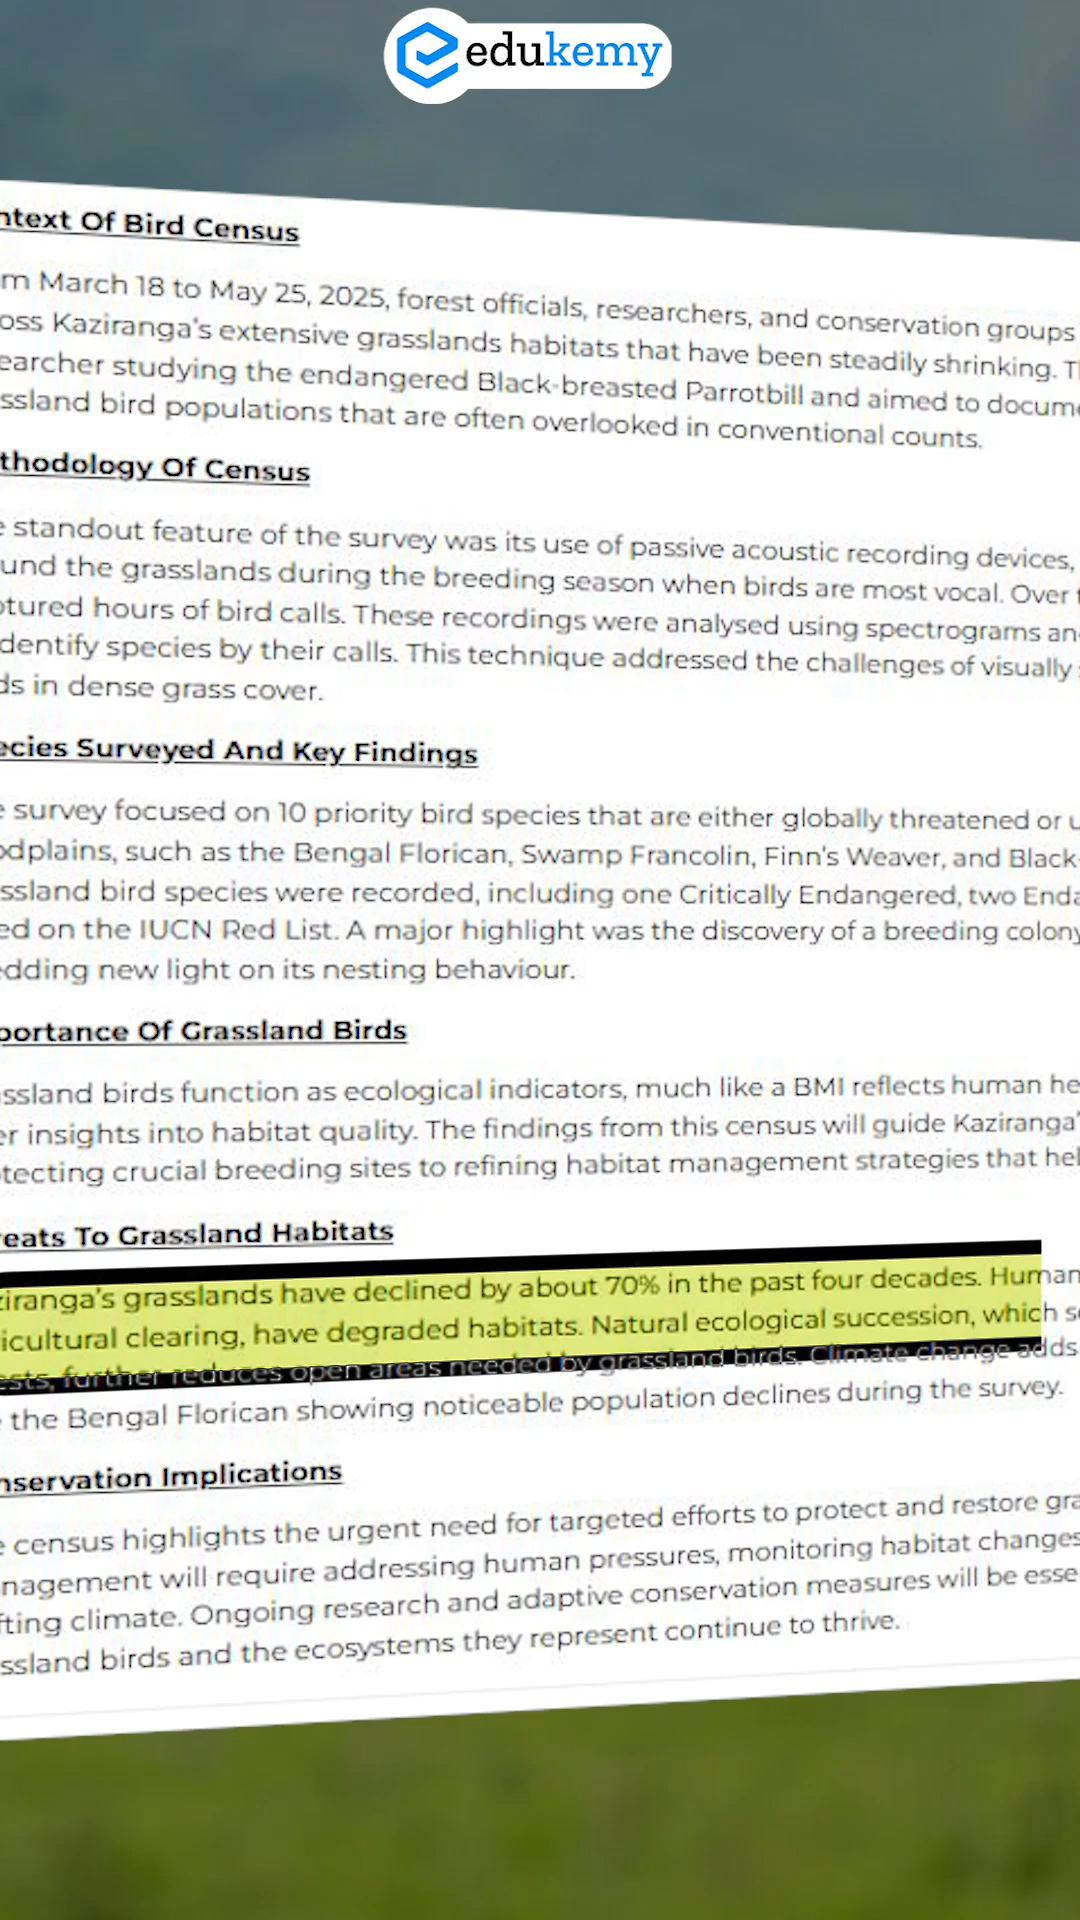 edukemy
ntext Of Bird Census
m March 18 to May 25, 2025, forest officials, researchers, and conservation groups
oss Kaziranga's extensive grasslands habitats that have been steadily shrinking. T
earcher studying the endangered Black-breasted Parrotbill and aimed to docume
ssland bird populations that are often overlooked in conventional counts.
thodology Of Census
e standout feature of the survey was its use of passive acoustic recording devices,
und the grasslands during the breeding season when birds are most vocal. Over
otured hours of bird calls. These recordings were analysed using spectrograms an
dentify species by their calls. This technique addressed the challenges of visually
ds in dense grass cover.
ecies Surveyed And Key Findings
e survey focused on 10 priority bird species that are either globally threatened or u
odplains, such as the Bengal Florican, Swamp Francolin, Finn's Weaver, and Black-
ssland bird species were recorded, including one Critically Endangered, two Enda
ed on the IUCN Red List. A major highlight was the discovery of a breeding colony
edding new light on its nesting behaviour.
portance Of Grassland Birds
ssland birds function as ecological indicators, much like a BMI reflects human he
er insights into habitat quality. The findings from this census will guide Kaziranga'
otecting crucial breeding sites to refining habitat management strategies that hel
reats To Grassland Habitats
ziranga's grasslands have declined by about 70% in the past four decades. Human
icultural clearing, have degraded habitats. Natural ecological succession, which s
ests, further reduces open areas needed by grassland birds. Climate change adds
the Bengal Florican showing noticeable population declines during the survey.
nservation Implications
e census highlights the urgent need for targeted efforts to protect and restore gra
nagement will require addressing human pressures, monitoring habitat changes
fting climate. Ongoing research and adaptive conservation measures will be esse
ssland birds and the ecosystems they represent continue to thrive.